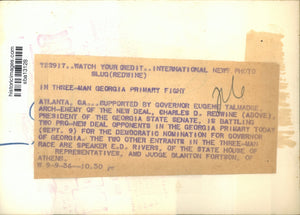 historicimages.com
723917..WATCH YOUR CREDIT..INTERNATIONAL NEWS PHOTO
SLUG(REDWINE)
IN THREE-MAN GEORGIA PRIMARY FIGHT
ATLANTA, GA...SUPPORTED BY GOVERNOR EUGENE TALMADGE,
ARCH-ENEMY OF THE NEW DEAL, CHARLES D. REDWINE (ABOVE),
PRESIDENT OF THE GEORGIA STATE SENATE, IS BATTLING
TWO PRO-NEW DEAL OPPONENTS IN THE GEORGIA PRIMARY TODAY
(SEPT. 9) FOR THE DEMOCRATIC NOMINATION FOR GOVERNOR
OF GEORGIA. THE TWO OTHER ENTRANTS IN THE THREE-MAN
RACE ARE SPEAKER E.D. RIVERS, OF THE STATE HOUSE OF
REPRESENTATIVES, AND JUDGE BLANTON FORTSON, OF
ATHENS.
W 9-9-36--10.50